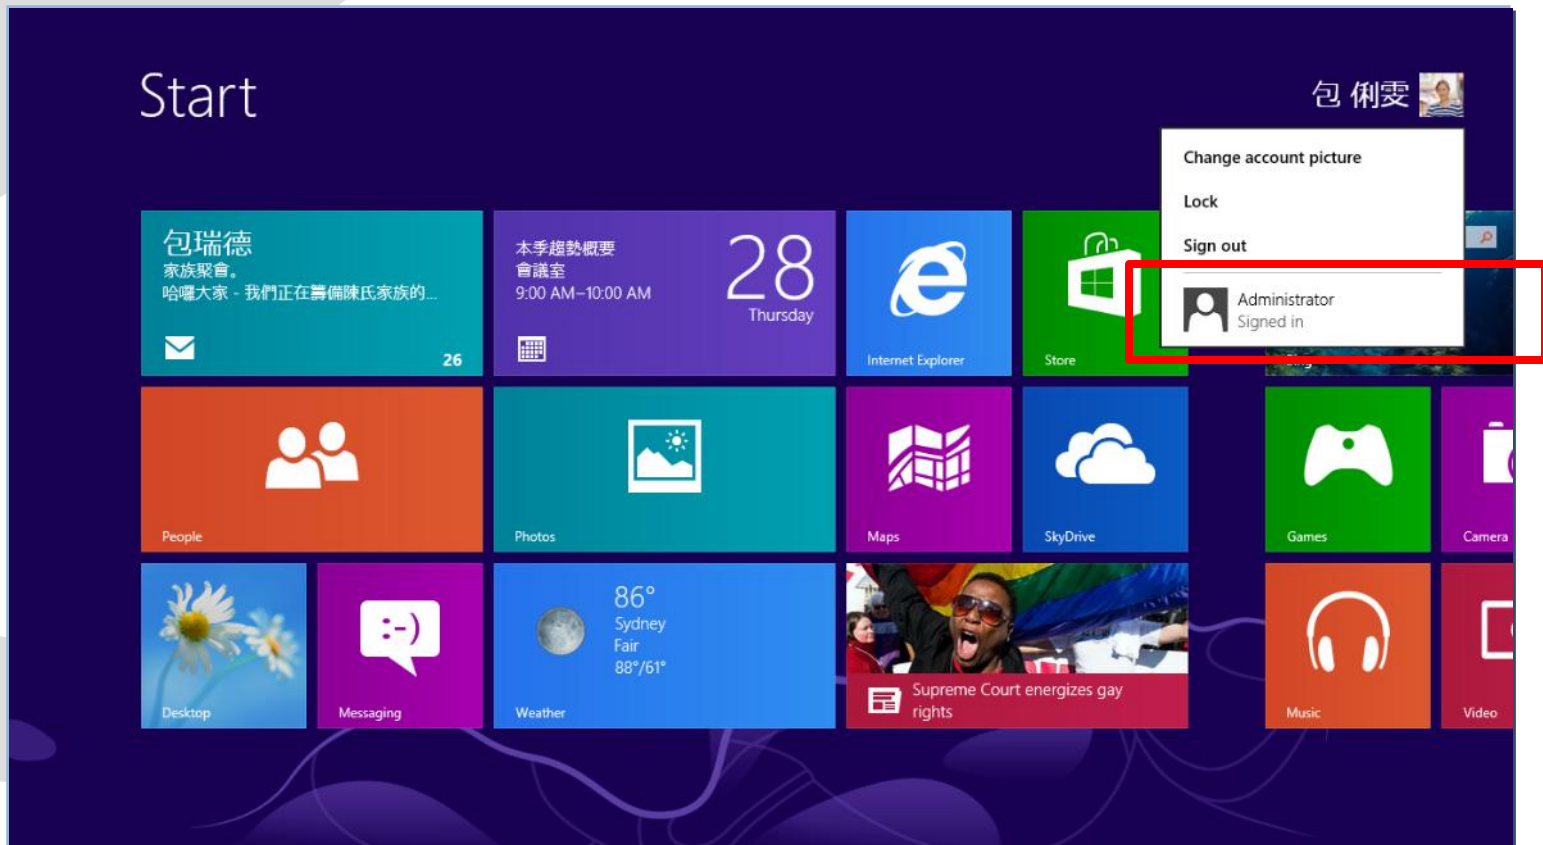 Start
包 俐雯
Change account picture
Lock
Sign out
Administrator
Signed in
包瑞德
家族聚會。
哈囉大家 - 我們正在籌備陳氏家族的...
26
本季趨勢概要
會議室
9:00 AM–10:00 AM
28
Thursday
Internet Explorer
Store
People
Photos
Maps
SkyDrive
Games
Camera
Desktop
:-)
Messaging
86°
Sydney
Fair
88°/61°
Weather
Supreme Court energizes gay
rights
Music
Video